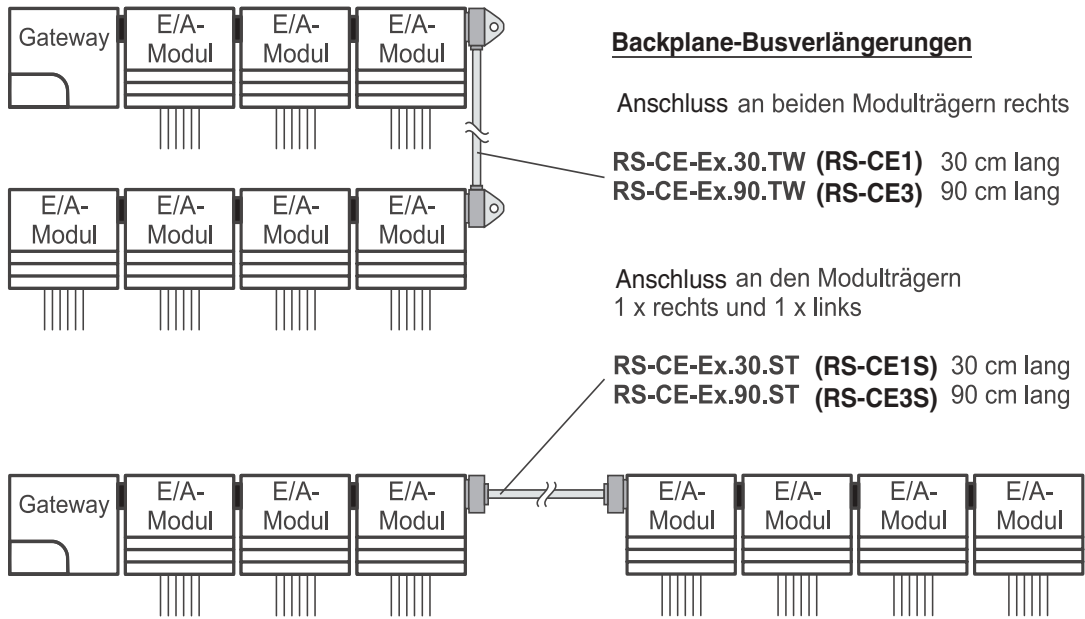 Gateway
E/A-
Modul
E/A-
Modul
E/A-
Modul
E/A-
Modul
E/A-
Modul
E/A-
Modul
E/A-
Modul
Backplane-Busverlängerungen
Anschluss an beiden Modulträgern rechts
RS-CE-Ex.30.TW (RS-CE1) 30 cm lang
RS-CE-Ex.90.TW (RS-CE3) 90 cm lang
Anschluss an den Modulträgern
1 x rechts und 1 x links
RS-CE-Ex.30.ST (RS-CE1S) 30 cm lang
RS-CE-Ex.90.ST (RS-CE3S) 90 cm lang
Gateway
E/A-
Modul
E/A-
Modul
E/A-
Modul
E/A-
Modul
E/A-
Modul
E/A-
Modul
E/A-
Modul